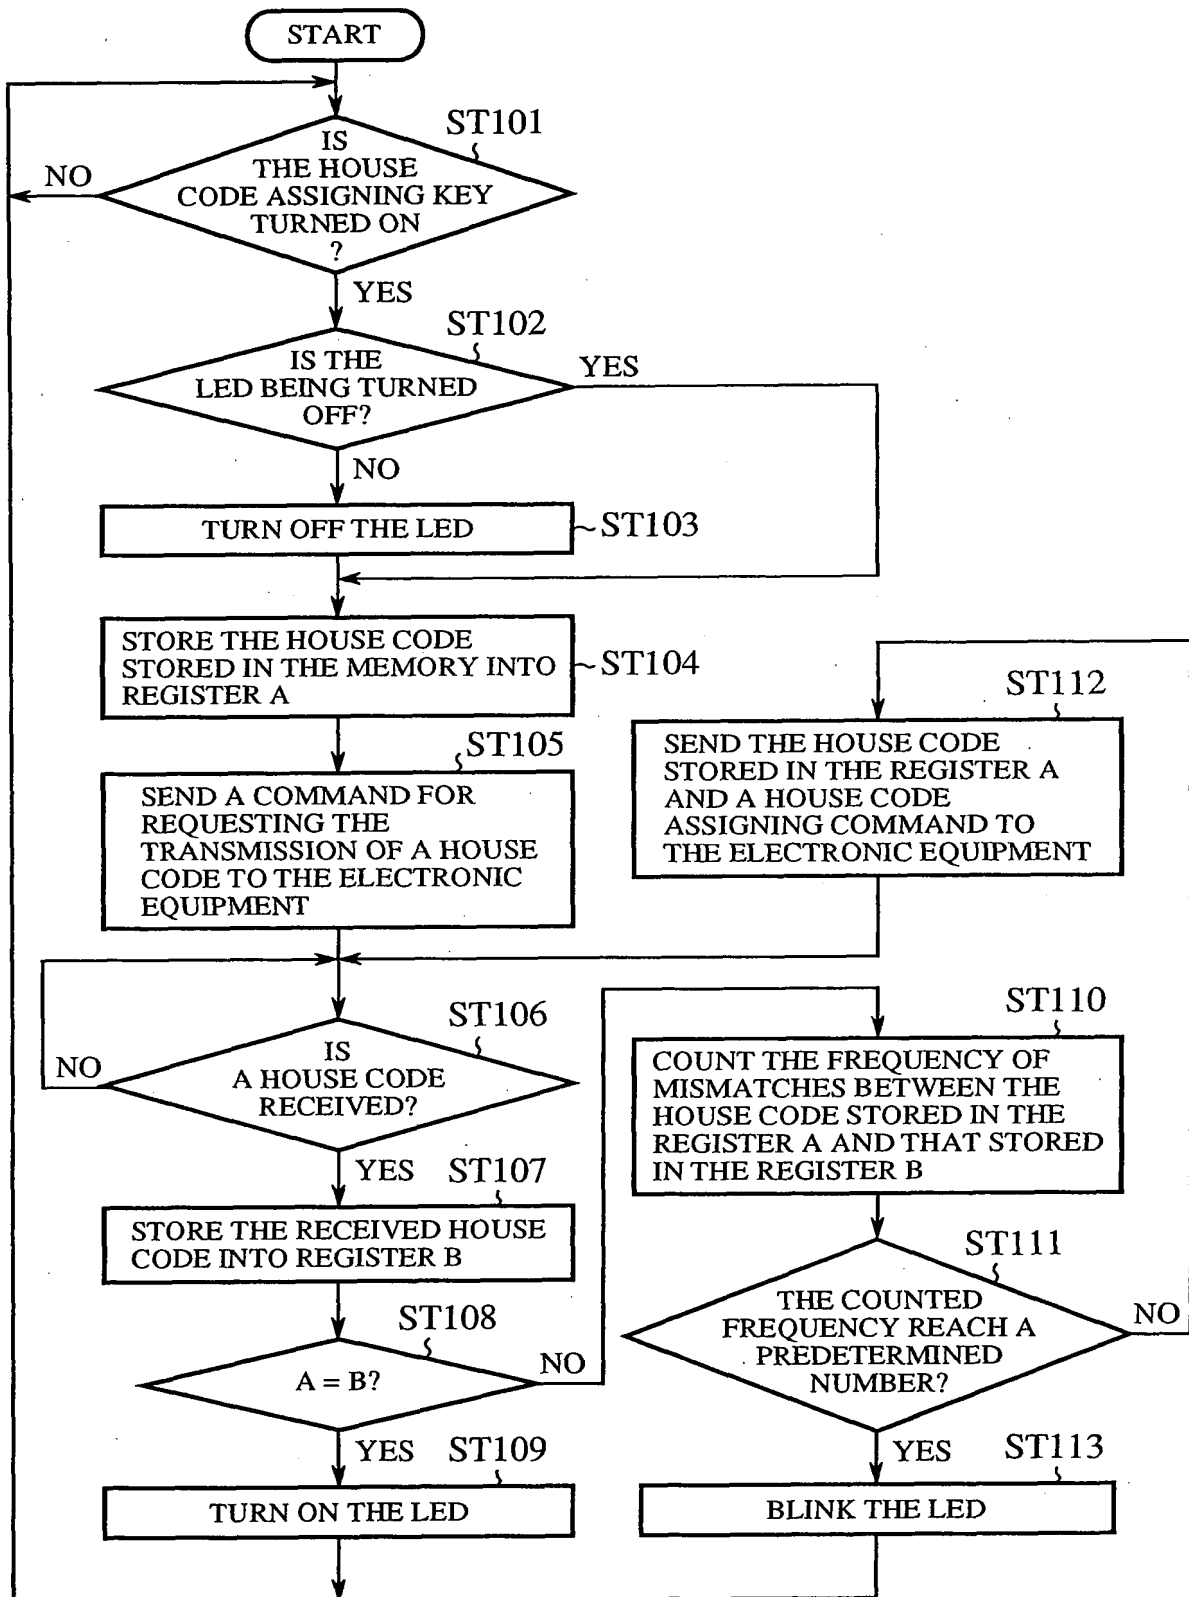 START
ST101
IS
THE HOUSE
CODE ASSIGNING KEY
TURNED ON
?
NO
YES
ST102
IS THE
LED BEING TURNED
OFF?
YES
NO
TURN OFF THE LED
ST103
STORE THE HOUSE CODE
STORED IN THE MEMORY INTO
REGISTER A
ST104
ST105
SEND A COMMAND FOR
REQUESTING THE
TRANSMISSION OF A HOUSE
CODE TO THE ELECTRONIC
EQUIPMENT
ST112
SEND THE HOUSE CODE
STORED IN THE REGISTER A
AND A HOUSE CODE
ASSIGNING COMMAND TO
THE ELECTRONIC EQUIPMENT
ST106
IS
A HOUSE CODE
RECEIVED?
NO
YES
ST107
STORE THE RECEIVED HOUSE
CODE INTO REGISTER B
ST108
A = B?
NO
YES
ST109
TURN ON THE LED
ST110
COUNT THE FREQUENCY OF
MISMATCHES BETWEEN THE
HOUSE CODE STORED IN THE
REGISTER A AND THAT STORED
IN THE REGISTER B
ST111
THE COUNTED
FREQUENCY REACH A
PREDETERMINED
NUMBER?
NO
YES
ST113
BLINK THE LED